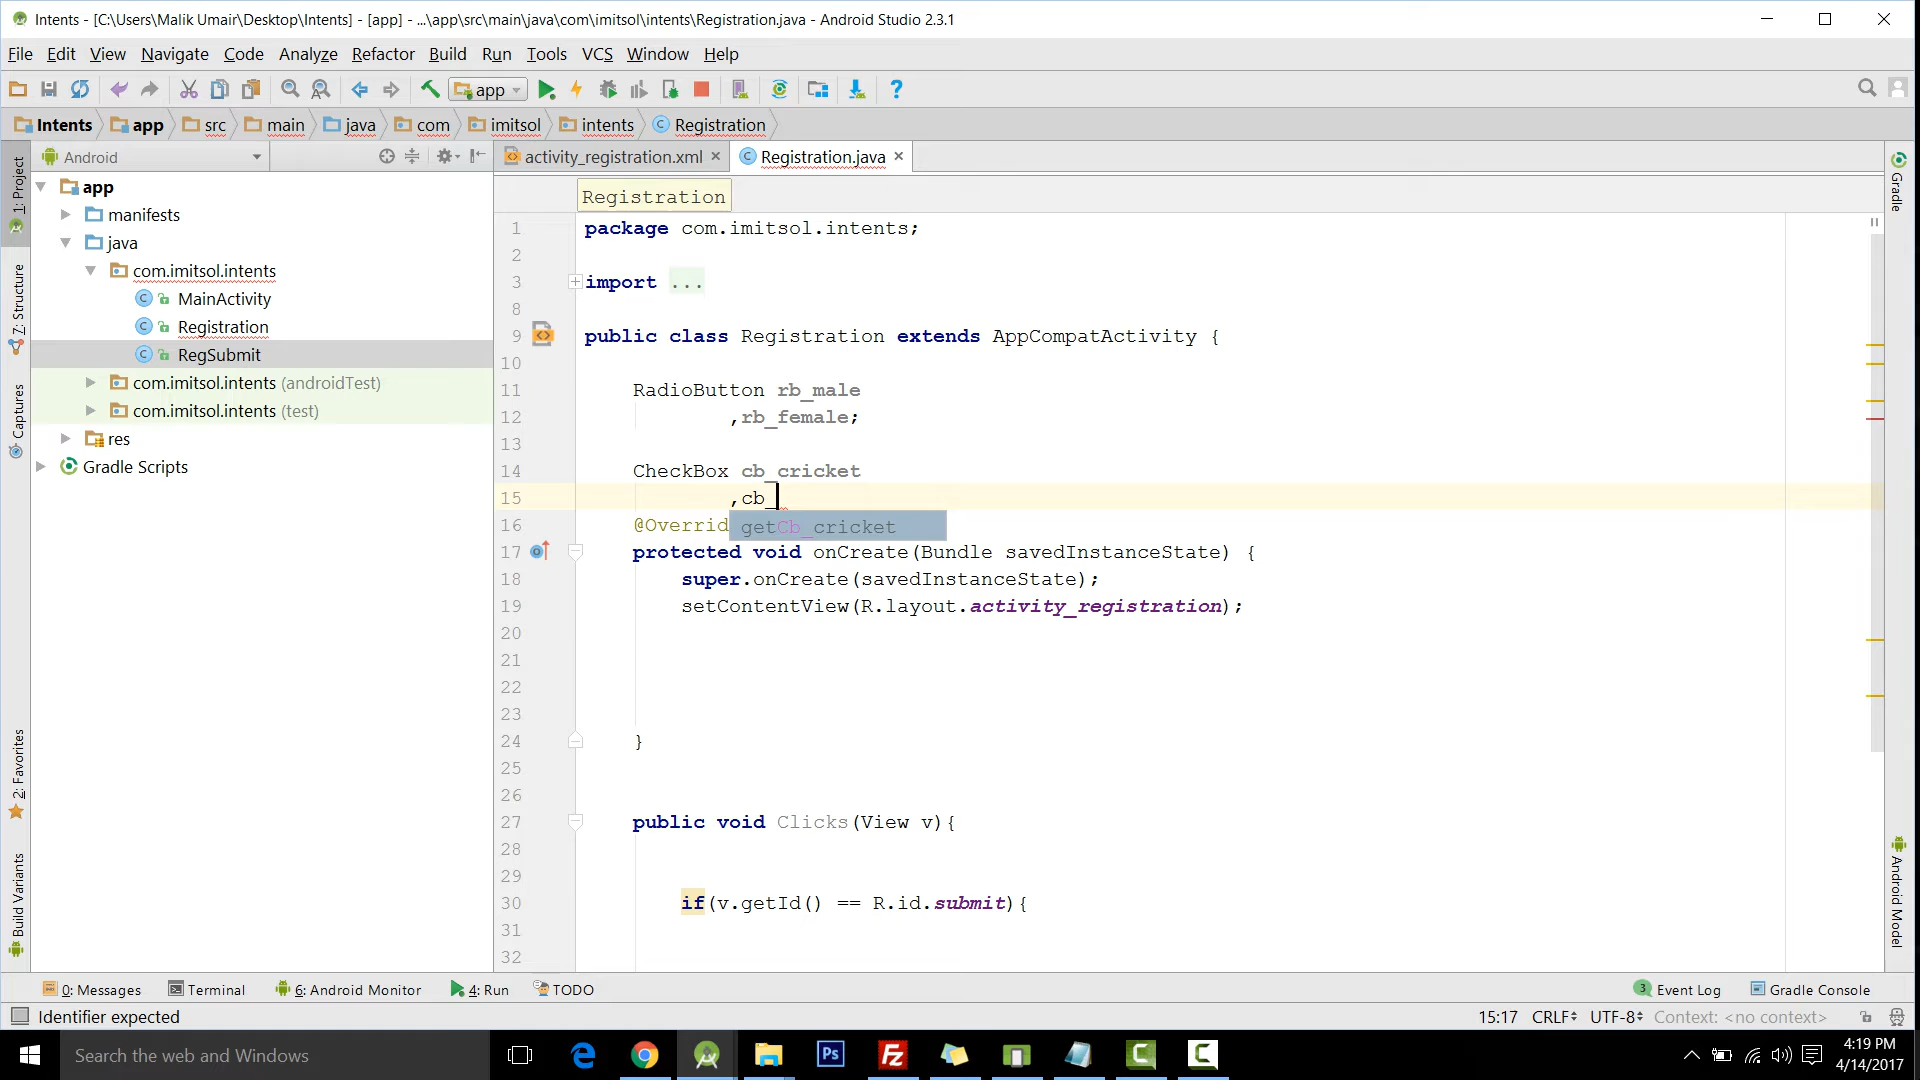 Intents - [C:\Users\Malik Umair\Desktop\Intents] - [app] - ...\app\src\main\java\com\imitsol\intents\Registration.java - Android Studio 2.3.1
File Edit View Navigate Code Analyze Refactor Build Run Tools VCS Window Help
app
Intents app src main java com imitsol intents Registration
Android
activity_registration.xml
Registration.java
1: Project
7: Structure
Captures
2: Favorites
Build Variants
app
manifests
java
com.imitsol.intents
MainActivity
Registration
RegSubmit
com.imitsol.intents (androidTest)
com.imitsol.intents (test)
res
Gradle Scripts
Registration
1 package com.imitsol.intents;
2
3 import ...
8
9 public class Registration extends AppCompatActivity {
10
11 RadioButton rb_male
12 ,rb_female;
13
14 CheckBox cb_cricket
15 ,cb_
16 @Overrid
getCb_cricket
17 protected void onCreate(Bundle savedInstanceState) {
18 super.onCreate(savedInstanceState);
19 setContentView(R.layout.activity_registration);
20
21
22
23
24 }
25
26
27 public void Clicks(View v){
28
29
30 if(v.getId() == R.id.submit){
31
32
Gradle
Android Model
0: Messages Terminal 6: Android Monitor 4: Run TODO
3 Event Log Gradle Console
Identifier expected
15:17 CRLF UTF-8 Context: <no context>
Search the web and Windows
Ps
Fz
C
C
4:19 PM
4/14/2017